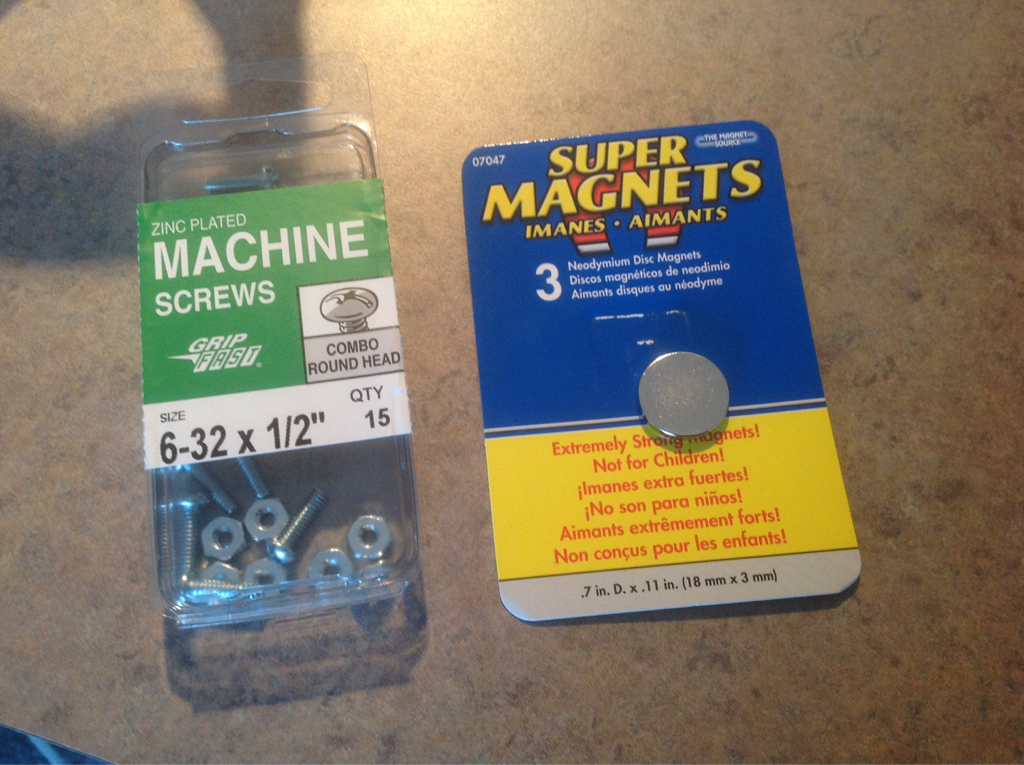 ZINC PLATED
MACHINE
SCREWS
GRIP
FAST®
COMBO
ROUND HEAD
SIZE
6-32 x 1/2"
QTY
15
07047
THE MAGNET
SOURCE
SUPER
MAGNETS
IMANES · AIMANTS
3
Neodymium Disc Magnets
Discos magnéticos de neodimio
Aimants disques au néodyme
Extremely Strong Magnets!
Not for Children!
¡Imanes extra fuertes!
¡No son para niños!
Aimants extrêmement forts!
Non conçus pour les enfants!
.7 in. D. x .11 in. (18 mm x 3 mm)